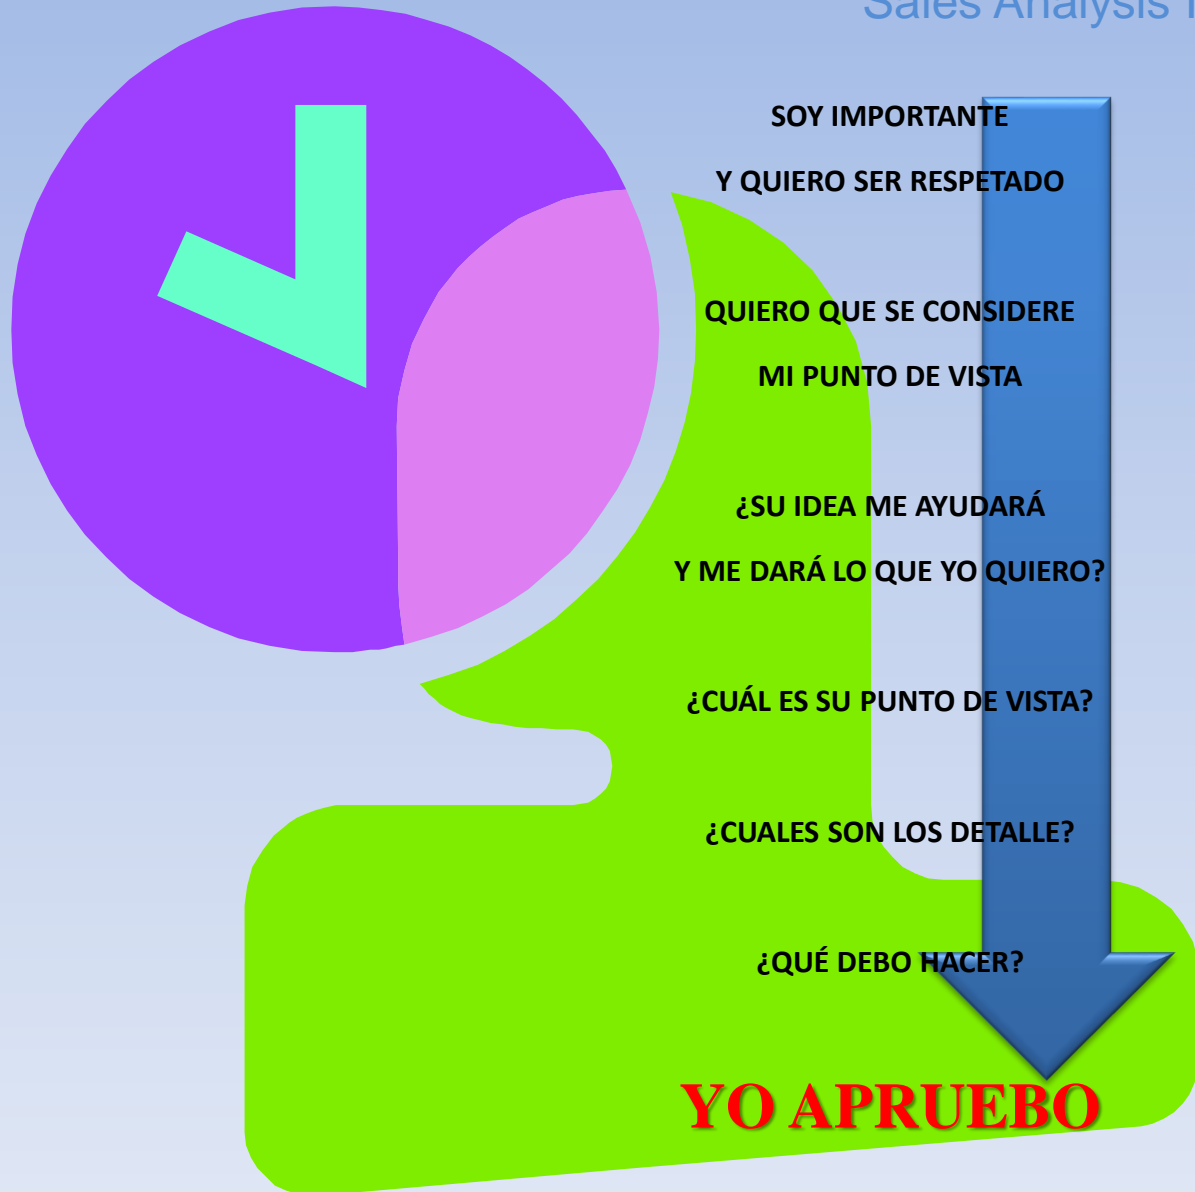 Sales Analysis
SOY IMPORTANTE
Y QUIERO SER RESPETADO
QUIERO QUE SE CONSIDERE
MI PUNTO DE VISTA
¿SU IDEA ME AYUDARÁ
Y ME DARÁ LO QUE YO QUIERO?
¿CUÁL ES SU PUNTO DE VISTA?
¿CUALES SON LOS DETALLE?
¿QUÉ DEBO HACER?
YO APRUEBO